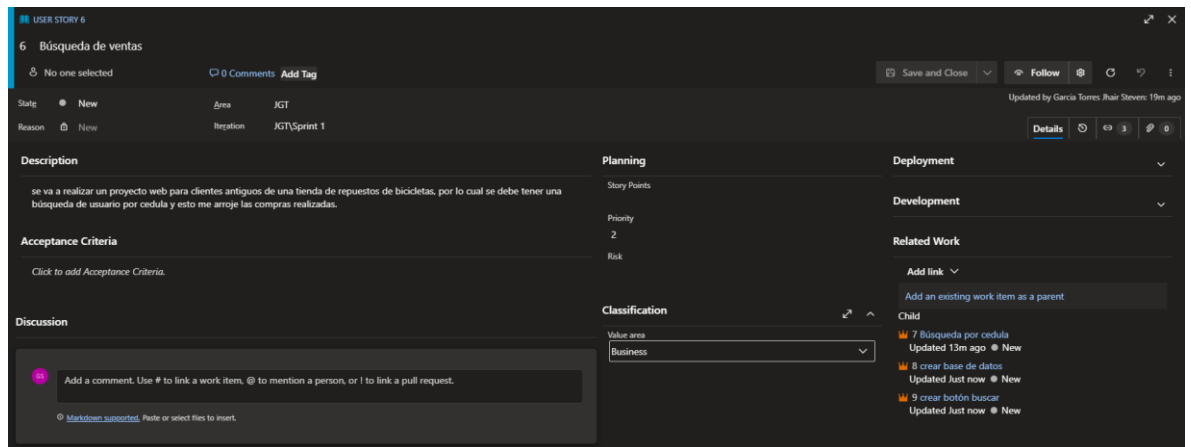 USER STORY 6
6 Búsqueda de ventas
No one selected
0 Comments Add Tag
Save and Close
Follow
State New
Area JGT
Updated by Garcia Torres Jhair Steven: 19m ago
Reason New
Iteration JGT\Sprint 1
Details 3 0
Description
se va a realizar un proyecto web para clientes antiguos de una tienda de repuestos de bicicletas, por lo cual se debe tener una
búsqueda de usuario por cedula y esto me arroje las compras realizadas.
Acceptance Criteria
Click to add Acceptance Criteria.
Discussion
GS
Add a comment. Use # to link a work item, @ to mention a person, or ! to link a pull request.
Markdown supported. Paste or select files to insert.
Planning
Story Points
Priority
2
Risk
Classification
Value area
Business
Deployment
Development
Related Work
Add link
Add an existing work item as a parent
Child
7 Búsqueda por cedula
Updated 13m ago New
8 crear base de datos
Updated Just now New
9 crear botón buscar
Updated Just now New